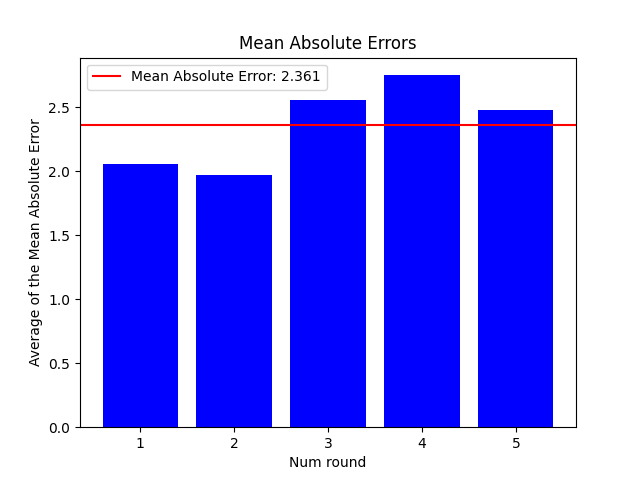 Mean Absolute Errors
Mean Absolute Error: 2.361
Average of the Mean Absolute Error
2.5
2.0
1.5
1.0
0.5
0.0
1 2 3 4 5
Num round